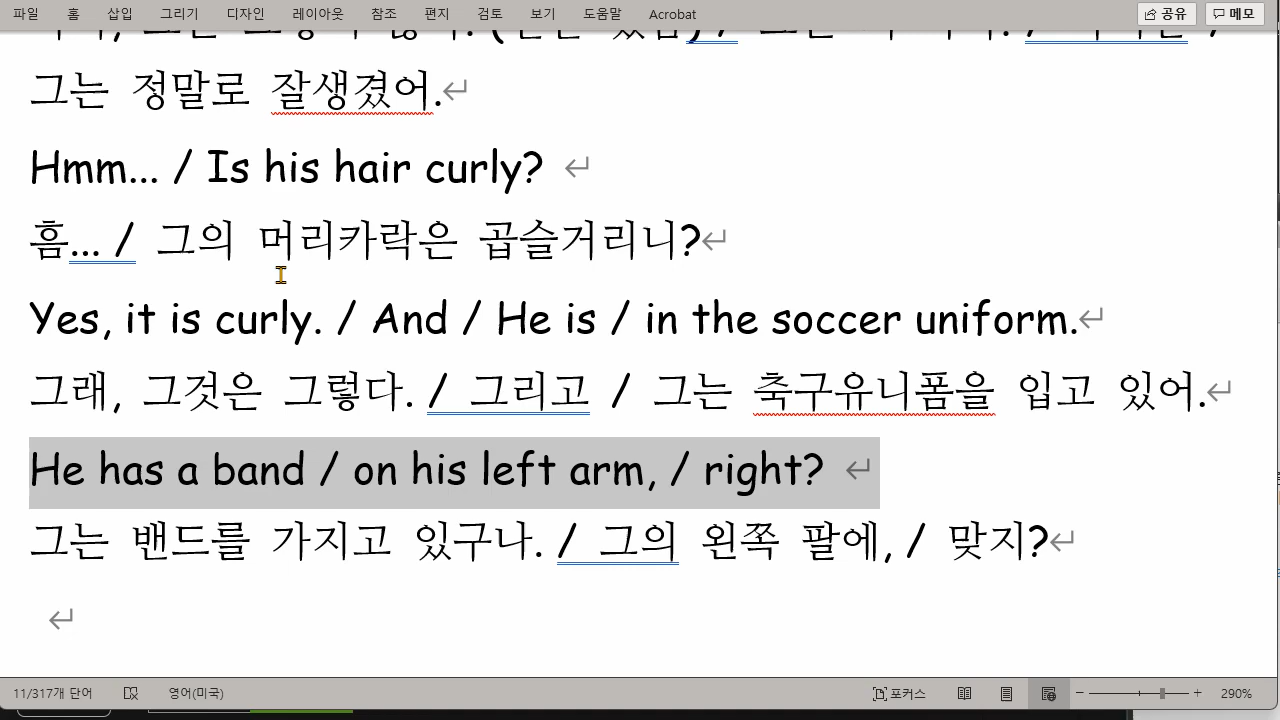 파일 홈 삽입 그리기 디자인 레이아웃 참조 편지 검토 보기 도움말 Acrobat 공유 메모
그는 정말로 잘생겼어.
Hmm... / Is his hair curly?
흠... / 그의 머리카락은 곱슬거리니?
Yes, it is curly. / And / He is / in the soccer uniform.
그래, 그것은 그렇다. / 그리고 / 그는 축구유니폼을 입고 있어.
He has a band / on his left arm, / right?
그는 밴드를 가지고 있구나. / 그의 왼쪽 팔에, / 맞지?
11/317개 단어 영어(미국) 포커스 290%